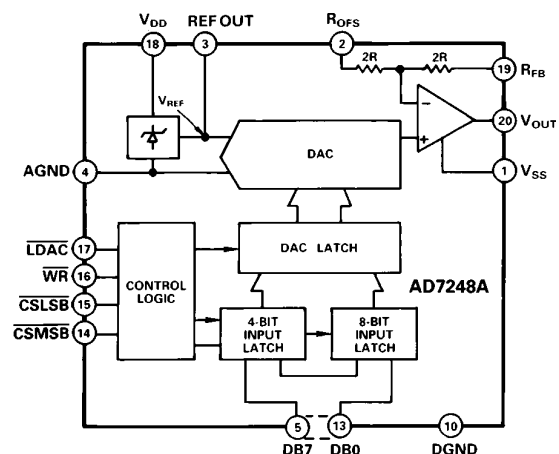 VDD REF OUT ROFS
18 3 2
2R 2R
19 RFB
VREF
20 VOUT
DAC
AGND 4
1 VSS
LDAC 17
DAC LATCH
WR 16
CONTROL LOGIC
AD7248A
CSLSB 15
CSMSB 14
4-BIT INPUT LATCH
8-BIT INPUT LATCH
5 13 10
DB7 DB0 DGND